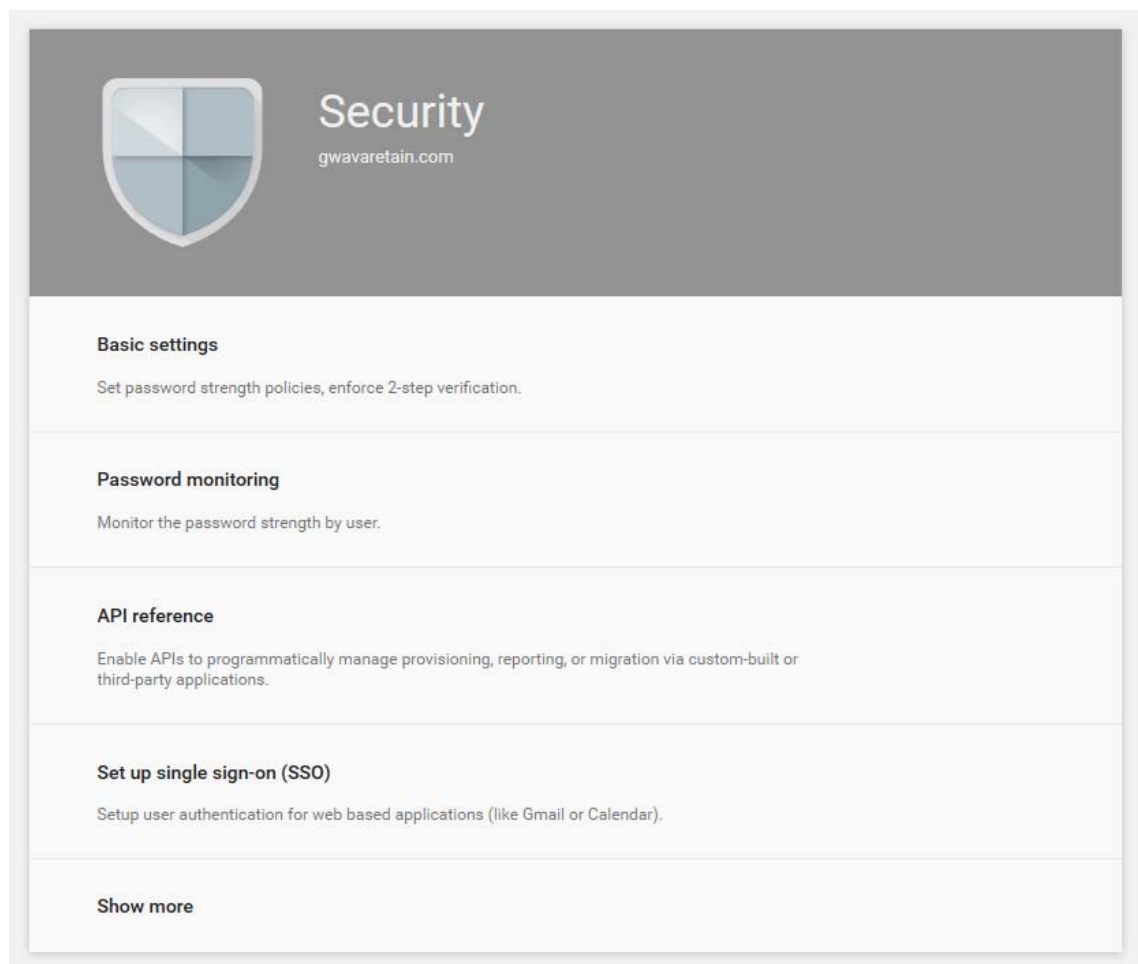 Security
gwavaretain.com
Basic settings
Set password strength policies, enforce 2-step verification.
Password monitoring
Monitor the password strength by user.
API reference
Enable APIs to programmatically manage provisioning, reporting, or migration via custom-built or
third-party applications.
Set up single sign-on (SSO)
Setup user authentication for web based applications (like Gmail or Calendar).
Show more